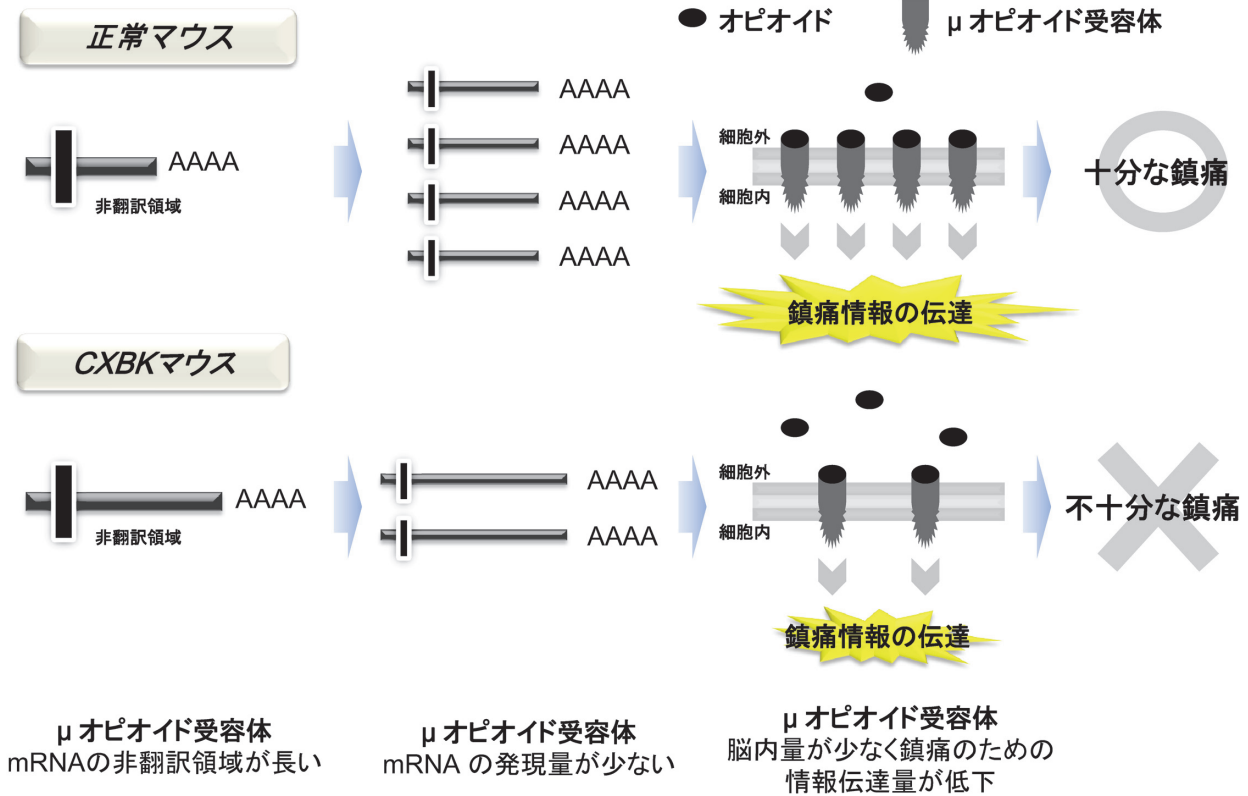 正常マウス
オピオイド
μ オピオイド受容体
AAAA
非翻訳領域
AAAA
AAAA
AAAA
AAAA
細胞外
細胞内
十分な鎮痛
鎮痛情報の伝達
CXBKマウス
AAAA
非翻訳領域
AAAA
AAAA
細胞外
細胞内
不十分な鎮痛
鎮痛情報の伝達
μ オピオイド受容体
mRNAの非翻訳領域が長い
μ オピオイド受容体
mRNA の発現量が少ない
μ オピオイド受容体
脳内量が少なく鎮痛のための
情報伝達量が低下